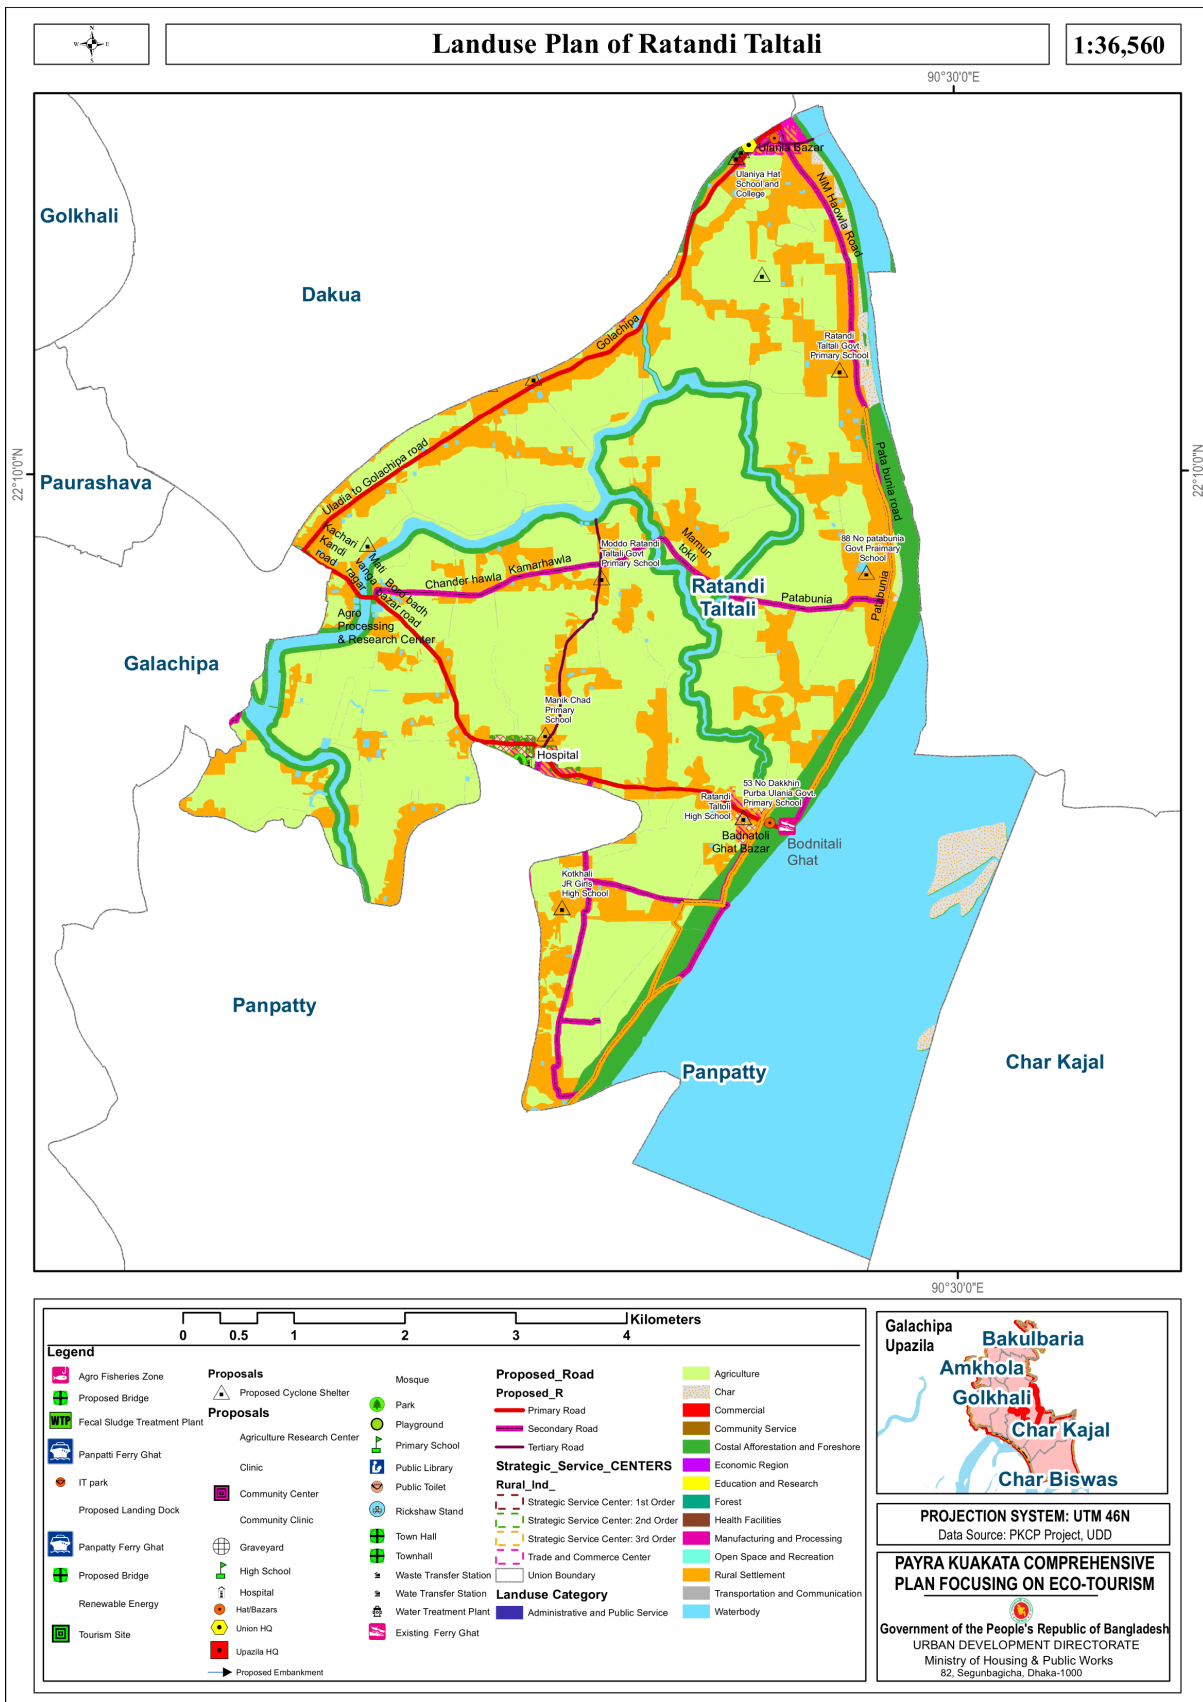 N
W E
S
Landuse Plan of Ratandi Taltali
1:36,560
90°30'0"E
Golkhali
Dakua
Ulania Bazar
Ulaniya Hat
School and
College
NIM Haowla Road
Golachipa
Ratandi
Taltali Govt.
Primary School
22°10'0"N
22°10'0"N
Paurashava
Uladia to Golachipa road
Pata bunia road
Kachari
Kandi
road
Mati
vanga
ragar
Bord badh
bazar road
Chander hawla
Kamarhawla
Moddo Ratandi
Taltali Govt
Primary School
Mamun
tokti
88 No patabunia
Govt Praimary
School
Ratandi
Taltali
Patabunia
Patabunia
Agro
Processing
& Research Center
Galachipa
Manik Chad
Primary
School
Hospital
53 No Dakkhin
Purba Ulania Govt.
Primary School
Ratandi
Taltoli
High School
Badnatoli
Ghat Bazar
Bodnitali
Ghat
Kotkhali
JR Girls
High School
Panpatty
Panpatty
Char Kajal
90°30'0"E
Kilometers
0 0.5 1 2 3 4
Legend
Agro Fisheries Zone
Proposed Bridge
WTP Fecal Sludge Treatment Plant
Panpatti Ferry Ghat
IT park
Proposed Landing Dock
Panpatty Ferry Ghat
Proposed Bridge
Renewable Energy
Tourism Site
Proposals
Proposed Cyclone Shelter
Proposals
Agriculture Research Center
Clinic
Community Center
Community Clinic
Graveyard
High School
Hospital
Hat/Bazars
Union HQ
Upazila HQ
Proposed Embankment
Mosque
Park
Playground
Primary School
Public Library
Public Toilet
Rickshaw Stand
Town Hall
Townhall
Waste Transfer Station
Wate Transfer Station
Water Treatment Plant
Existing Ferry Ghat
Proposed_Road
Proposed_R
Primary Road
Secondary Road
Tertiary Road
Strategic_Service_CENTERS
Rural_Ind_
Strategic Service Center: 1st Order
Strategic Service Center: 2nd Order
Strategic Service Center: 3rd Order
Trade and Commerce Center
Union Boundary
Landuse Category
Administrative and Public Service
Agriculture
Char
Commercial
Community Service
Costal Afforestation and Foreshore
Economic Region
Education and Research
Forest
Health Facilities
Manufacturing and Processing
Open Space and Recreation
Rural Settlement
Transportation and Communication
Waterbody
Galachipa
Upazila
Bakulbaria
Amkhola
Golkhali
Char Kajal
Char Biswas
PROJECTION SYSTEM: UTM 46N
Data Source: PKCP Project, UDD
PAYRA KUAKATA COMPREHENSIVE
PLAN FOCUSING ON ECO-TOURISM
Government of the People's Republic of Bangladesh
URBAN DEVELOPMENT DIRECTORATE
Ministry of Housing & Public Works
82, Segunbagicha, Dhaka-1000